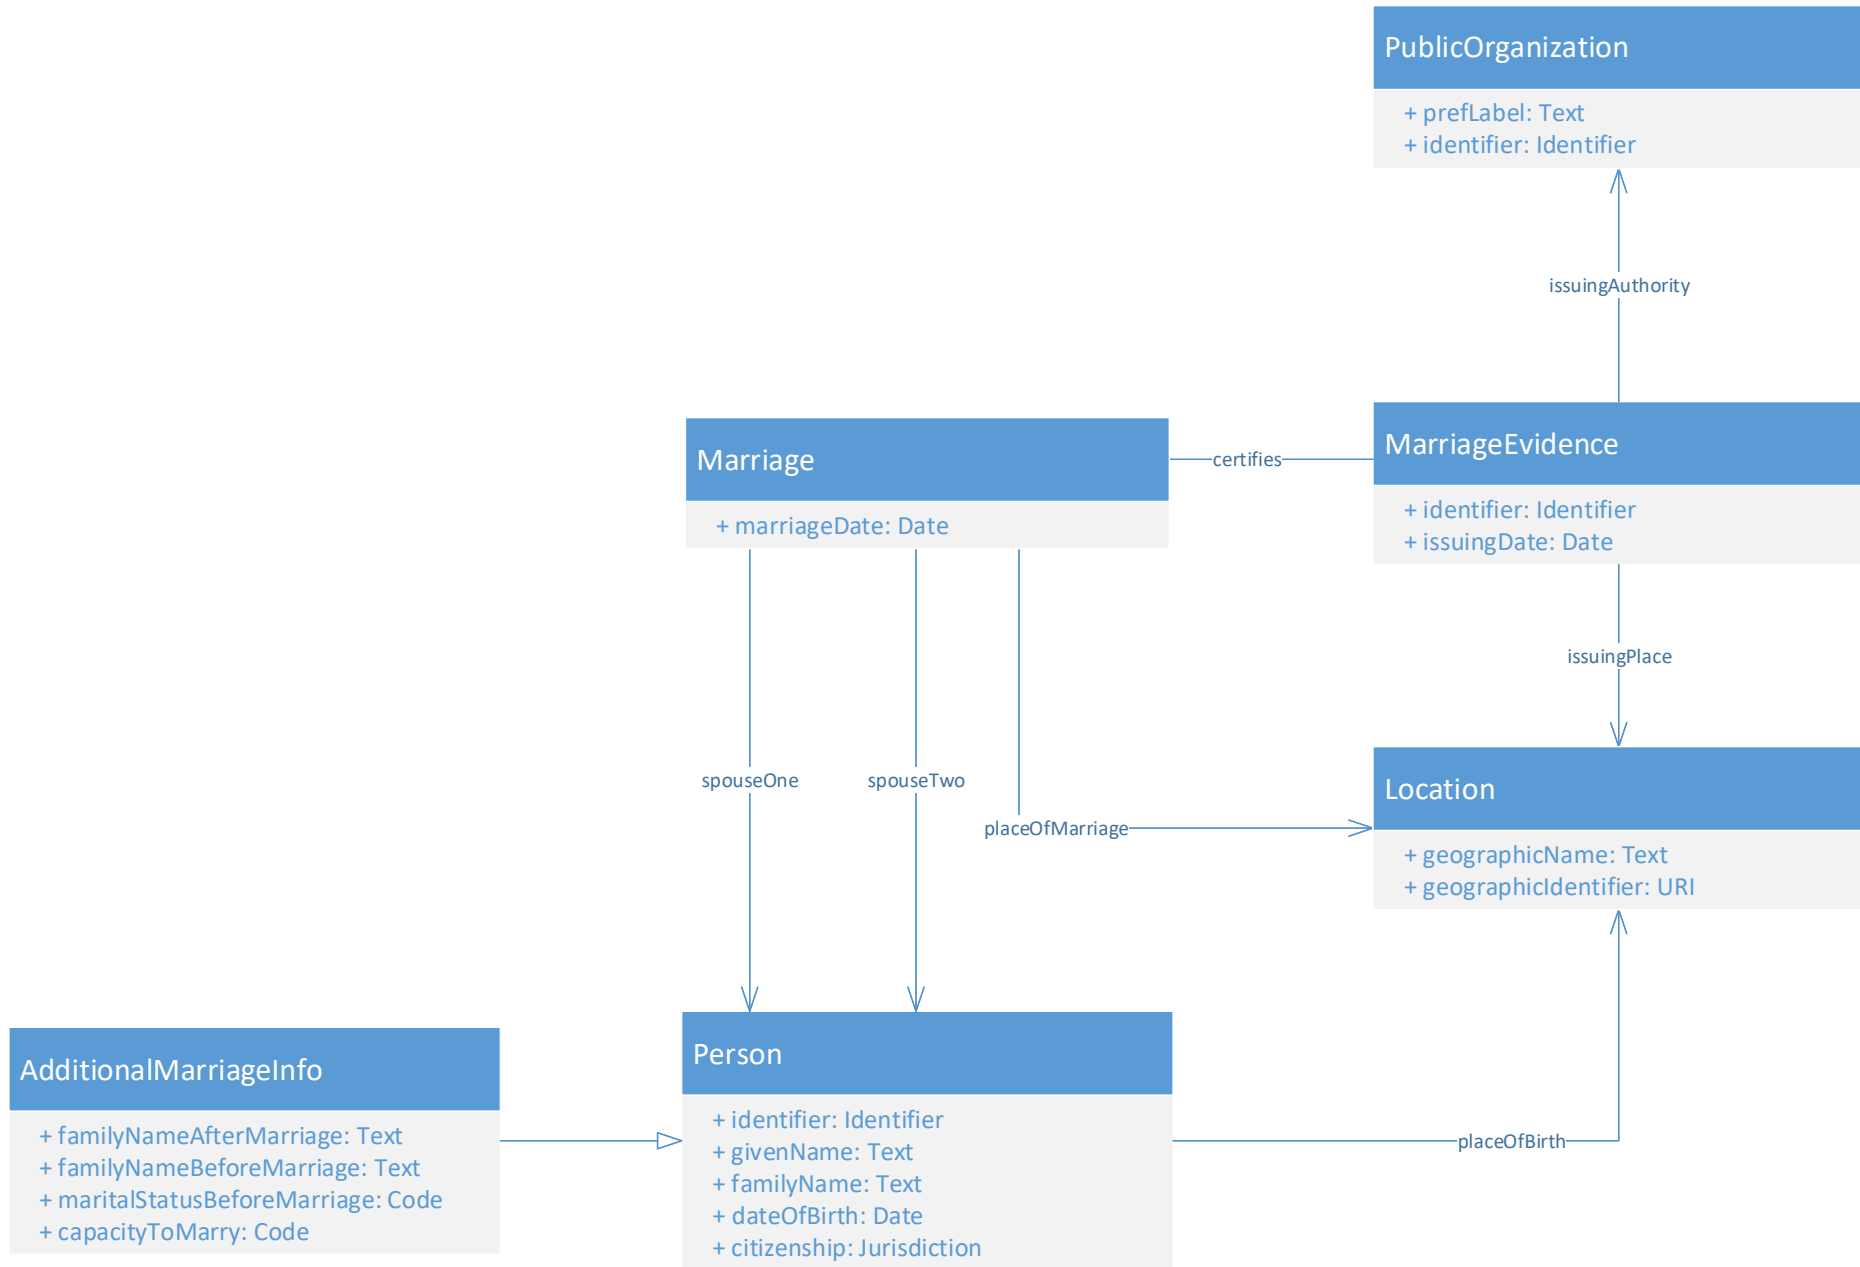 PublicOrganization
+ prefLabel: Text
+ identifier: Identifier
issuingAuthority
Marriage
+ marriageDate: Date
certifies
MarriageEvidence
+ identifier: Identifier
+ issuingDate: Date
issuingPlace
spouseOne
spouseTwo
placeOfMarriage
Location
+ geographicName: Text
+ geographicIdentifier: URI
AdditionalMarriageInfo
+ familyNameAfterMarriage: Text
+ familyNameBeforeMarriage: Text
+ maritalStatusBeforeMarriage: Code
+ capacityToMarry: Code
Person
+ identifier: Identifier
+ givenName: Text
+ familyName: Text
+ dateOfBirth: Date
+ citizenship: Jurisdiction
placeOfBirth